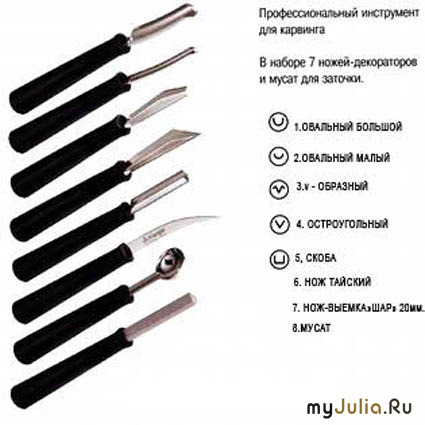 Профессиональный инструмент
для карвинга
В наборе 7 ножей-декораторов
и мусат для заточки.
1.ОВАЛЬНЫЙ БОЛЬШОЙ
2.ОВАЛЬНЫЙ МАЛЫЙ
3.v - ОБРАЗНЫЙ
4. ОСТРОУГОЛЬНЫЙ
5, СКОБА
6. НОЖ ТАЙСКИЙ
7. НОЖ-ВЫЕМКА»ШАР» 20мм.
8.МУСАТ
myJulia.Ru